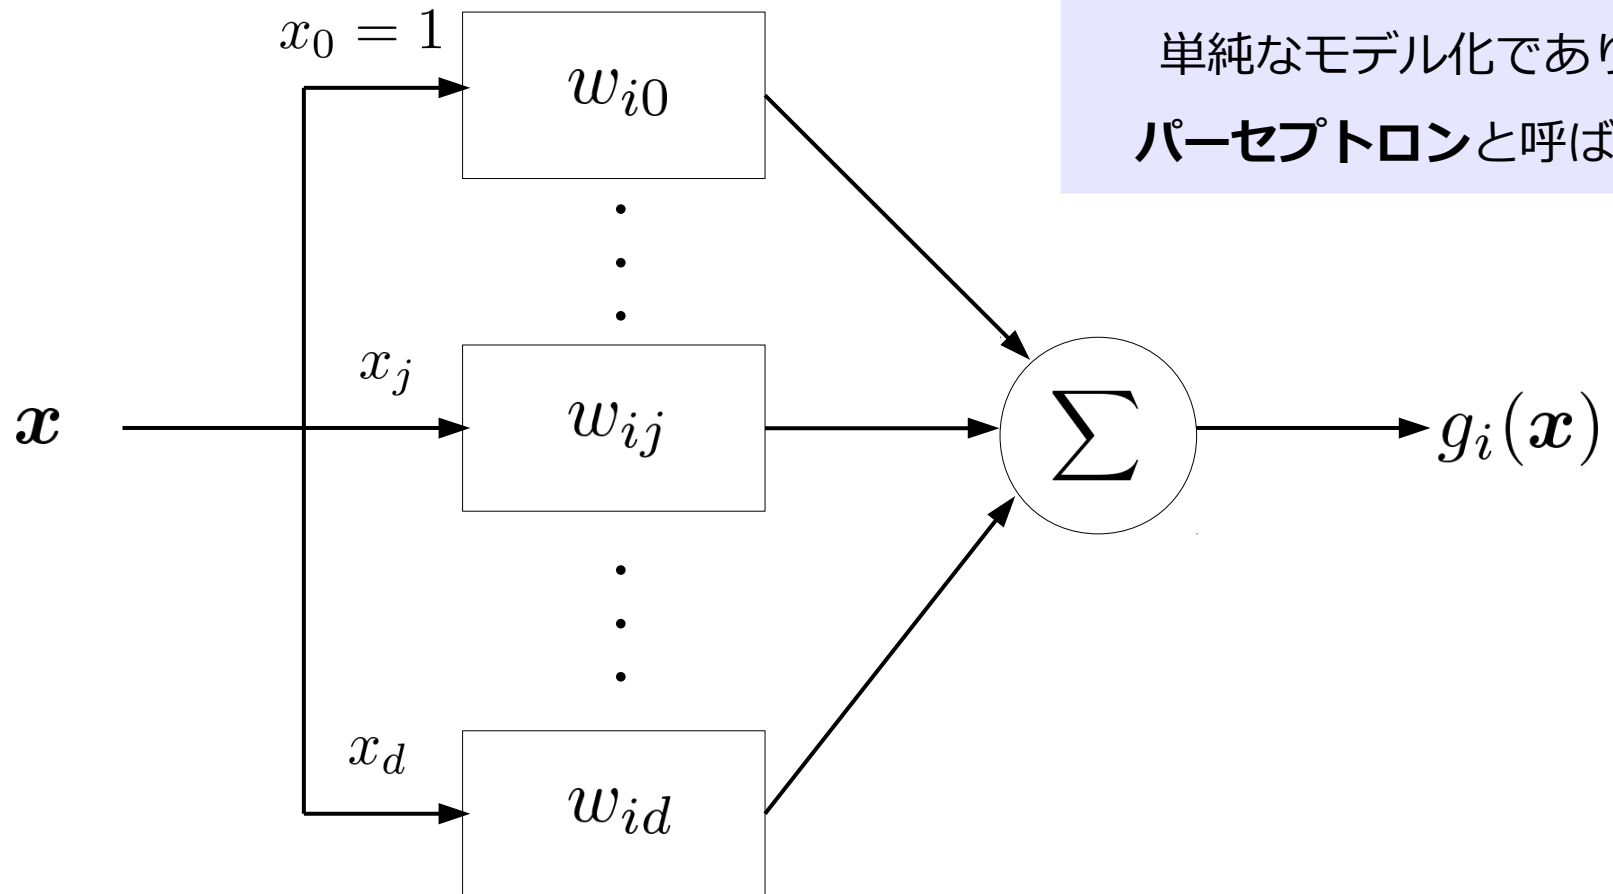 x_0 = 1
単純なモデル化であり
パーセプトロンと呼ば
w_{i0}
x_j
x
w_{ij}
∑
g_i(x)
x_d
w_{id}